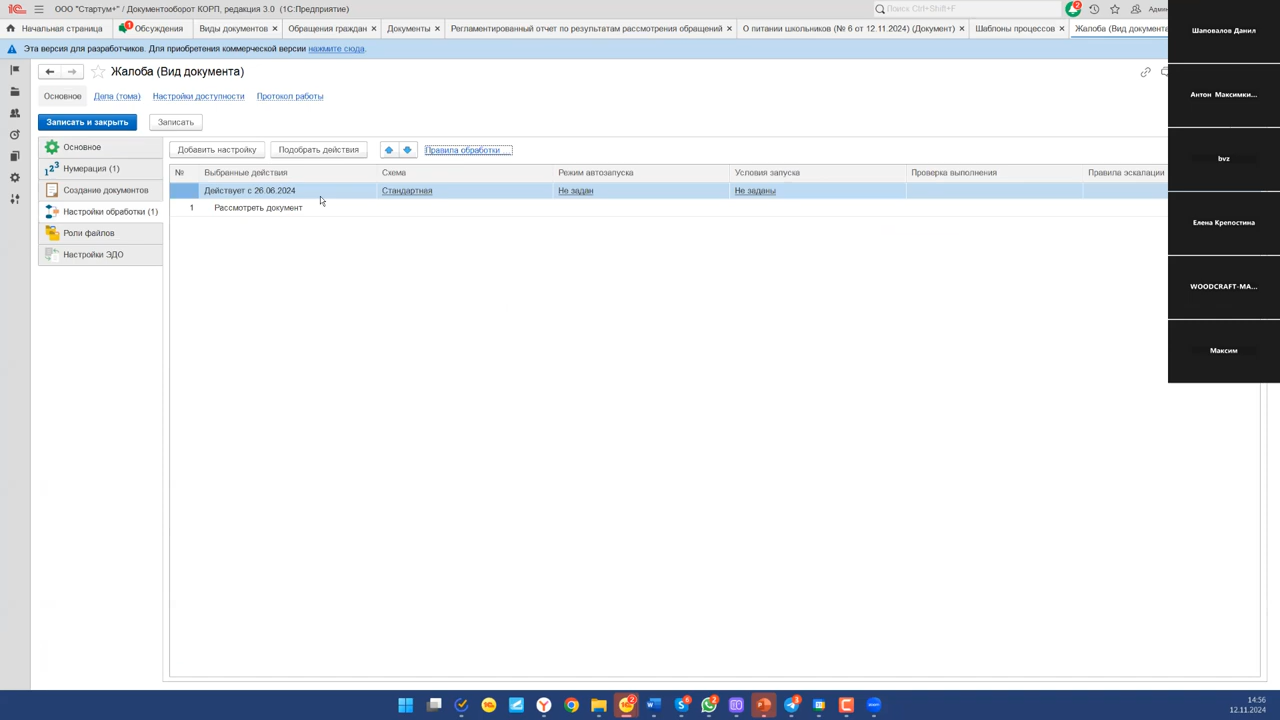 ООО "Стартум+" / Документооборот КОРП, редакция 3.0 (1С:Предприятие)
Поиск Ctrl+Shift+F
2
Админ
Начальная страница
1
Обсуждения
Виды документов
Обращения граждан
Документы
Регламентированный отчет по результатам рассмотрения обращений
О питании школьников (№ 6 от 12.11.2024) (Документ)
Шаблоны процессов
Жалоба (Вид документа
Эта версия для разработчиков. Для приобретения коммерческой версии нажмите сюда.
Жалоба (Вид документа)
Основное
Дела (тома)
Настройки доступности
Протокол работы
Записать и закрыть
Записать
Основное
Нумерация (1)
Создание документов
Настройки обработки (1)
Роли файлов
Настройки ЭДО
Добавить настройку
Подобрать действия
Правила обработки ...
№ Выбранные действия Схема Режим автозапуска Условия запуска Проверка выполнения Правила эскалации
Действует с 26.06.2024 Стандартная Не задан Не заданы
1 Рассмотреть документ
Шаповалов Данил
Антон Максимки...
bvz
Елена Крепостина
WOODCRAFT-MA...
Максим
14:56
12.11.2024